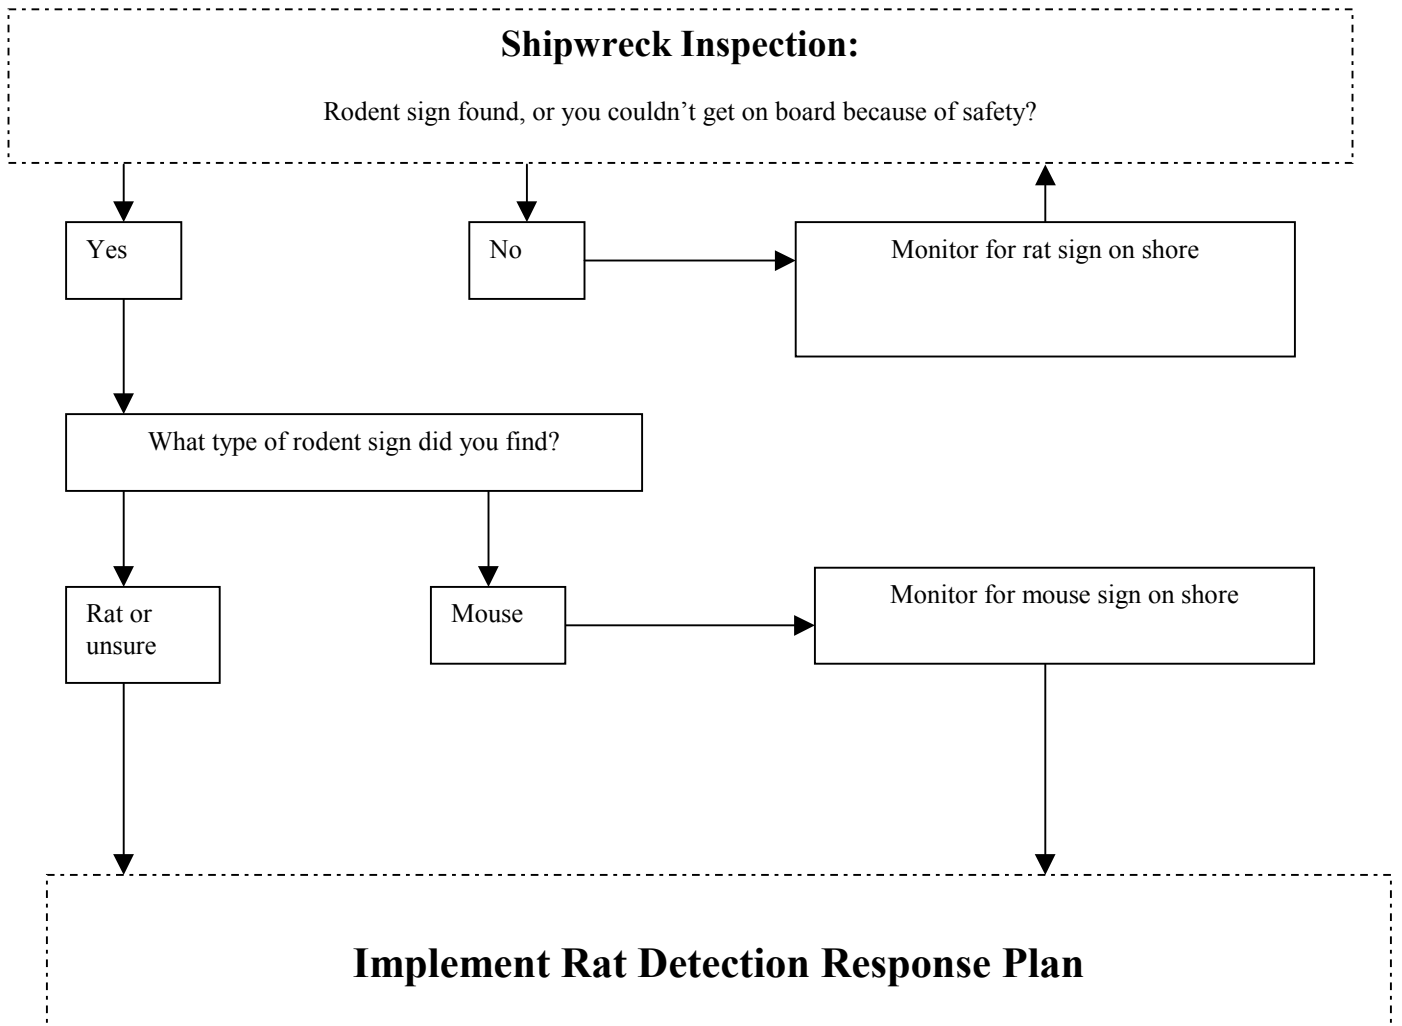 Shipwreck Inspection:
Rodent sign found, or you couldn’t get on board because of safety?
Yes
No
Monitor for rat sign on shore
What type of rodent sign did you find?
Rat or
unsure
Mouse
Monitor for mouse sign on shore
Implement Rat Detection Response Plan